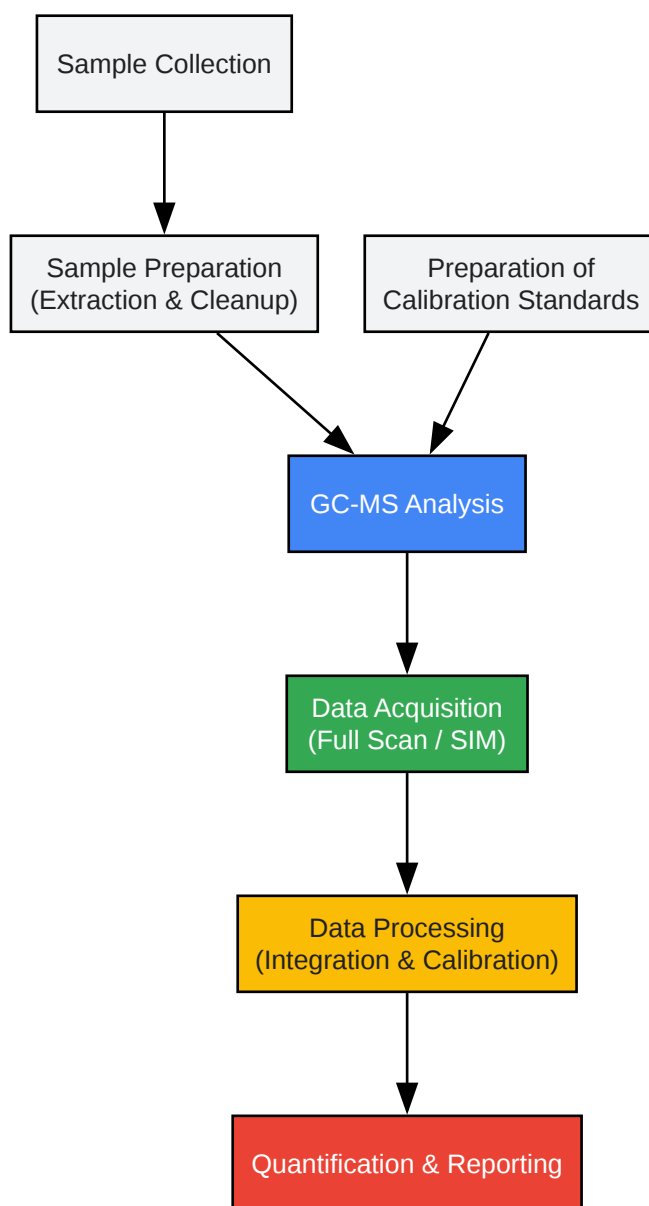 Sample Collection
Sample Preparation
(Extraction & Cleanup)
Preparation of
Calibration Standards
GC-MS Analysis
Data Acquisition
(Full Scan / SIM)
Data Processing
(Integration & Calibration)
Quantification & Reporting